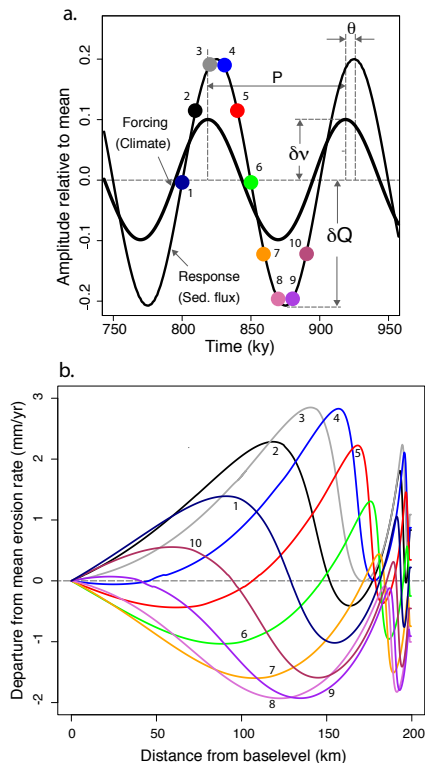 a.
Amplitude relative to mean
0.2
0.1
0.0
-0.1
-0.2
3
4
θ
P
2
5
Forcing
(Climate)
δν
1
6
δQ
7
10
Response
(Sed. flux)
8
9
750
800
850
900
950
Time (ky)
b.
Departure from mean erosion rate (mm/yr)
3
2
1
0
-1
-2
3
4
2
5
1
10
6
7
8
9
0
50
100
150
200
Distance from baselevel (km)